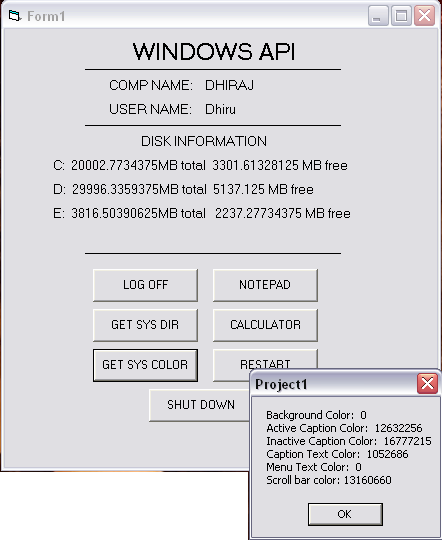 Form1
WINDOWS API
COMP NAME: DHIRAJ
USER NAME: Dhiru
DISK INFORMATION
C: 20002.7734375MB total 3301.61328125 MB free
D: 29996.3359375MB total 5137.125 MB free
E: 3816.50390625MB total 2237.27734375 MB free
LOG OFF NOTEPAD
GET SYS DIR CALCULATOR
GET SYS COLOR RESTART
SHUT DOWN
Project1
Background Color: 0
Active Caption Color: 12632256
Inactive Caption Color: 16777215
Caption Text Color: 1052686
Menu Text Color: 0
Scroll bar color: 13160660
OK